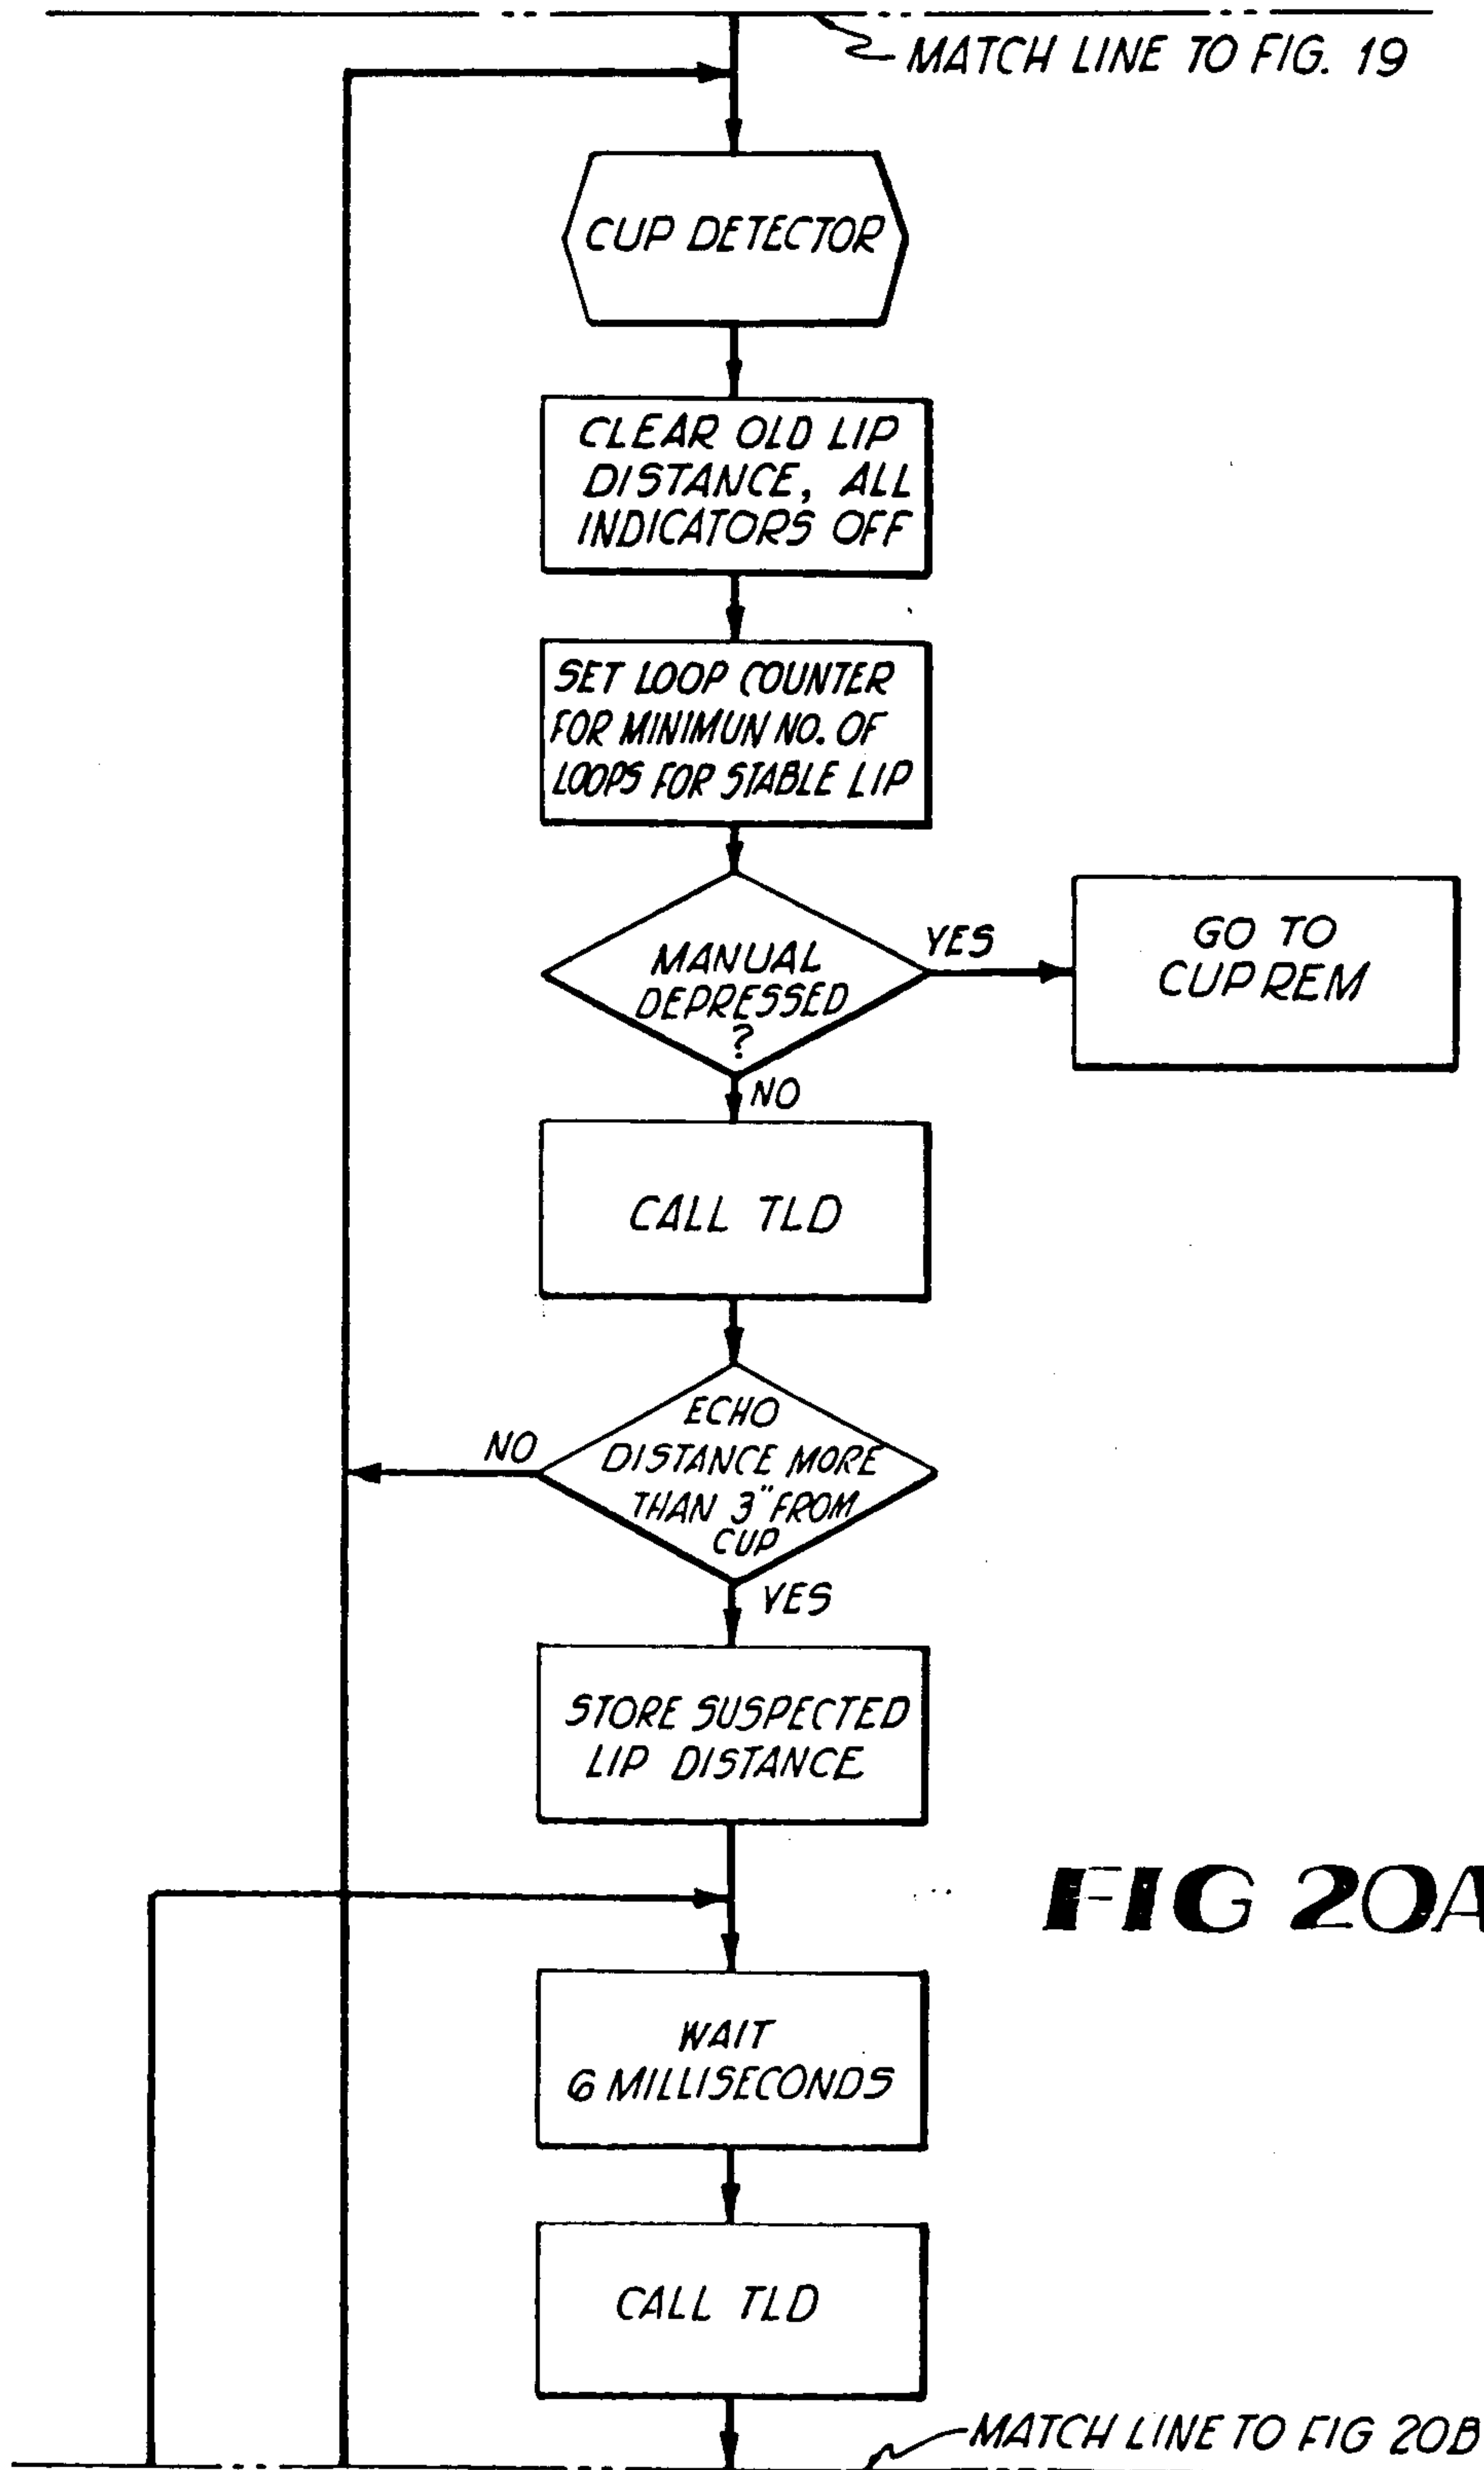 MATCH LINE TO FIG. 19
CUP DETECTOR
CLEAR OLD LIP
DISTANCE, ALL
INDICATORS OFF
SET LOOP COUNTER
FOR MINIMUN NO. OF
LOOPS FOR STABLE LIP
MANUAL
DEPRESSED
?
YES
GO TO
CUP REM
NO
CALL TLD
ECHO
DISTANCE MORE
THAN 3" FROM
CUP
NO
YES
STORE SUSPECTED
LIP DISTANCE
FIG 20A
WAIT
6 MILLISECONDS
CALL TLD
MATCH LINE TO FIG 20B